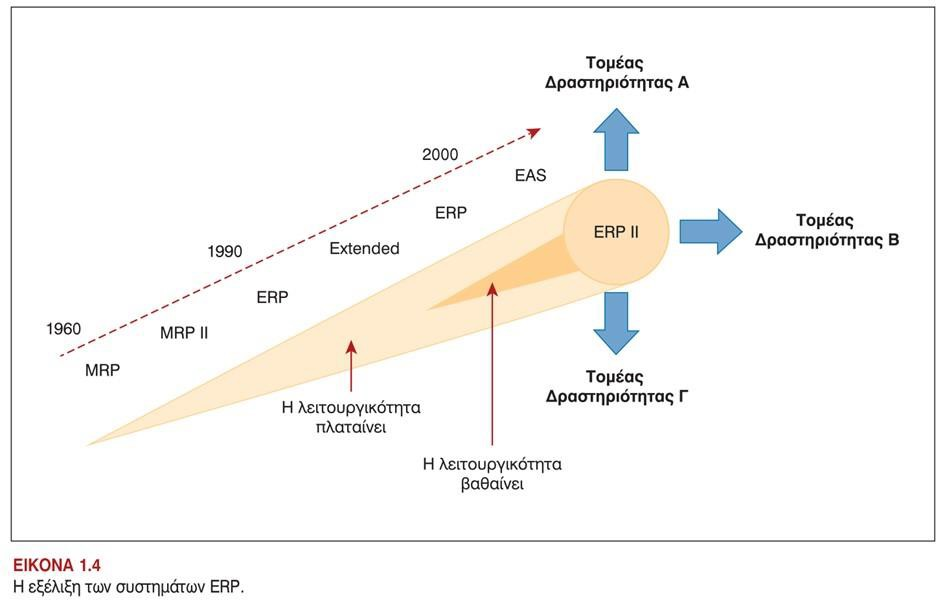 Τομέας
Δραστηριότητας Α
2000
EAS
ERP
ERP II
Τομέας
Δραστηριότητας Β
Extended
1990
ERP
1960
MRP II
MRP
Τομέας
Δραστηριότητας Γ
Η λειτουργικότητα
πλαταίνει
Η λειτουργικότητα
βαθαίνει
ΕΙΚΟΝΑ 1.4
Η εξέλιξη των συστημάτων ERP.